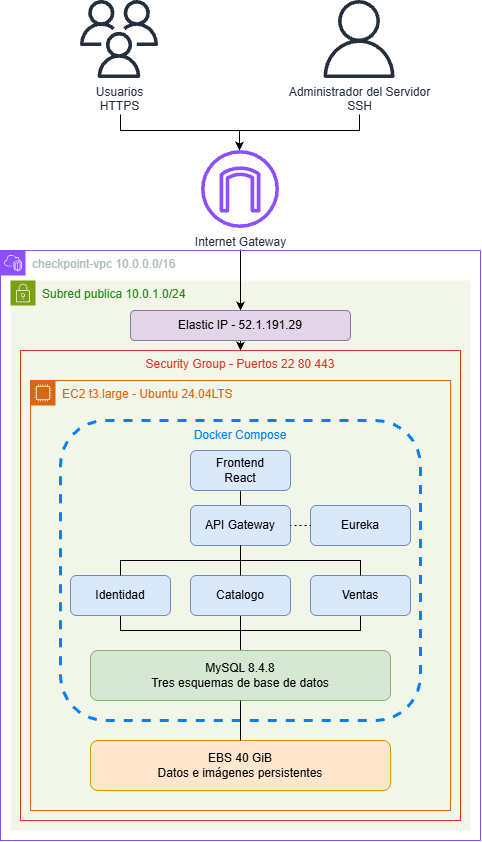 Usuarios
HTTPS
Administrador del Servidor
SSH
Internet Gateway
checkpoint-vpc 10.0.0.0/16
Subred publica 10.0.1.0/24
Elastic IP - 52.1.191.29
Security Group - Puertos 22 80 443
EC2 t3.large - Ubuntu 24.04LTS
Docker Compose
Frontend
React
API Gateway
Eureka
Identidad
Catalogo
Ventas
MySQL 8.4.8
Tres esquemas de base de datos
EBS 40 GiB
Datos e imágenes persistentes